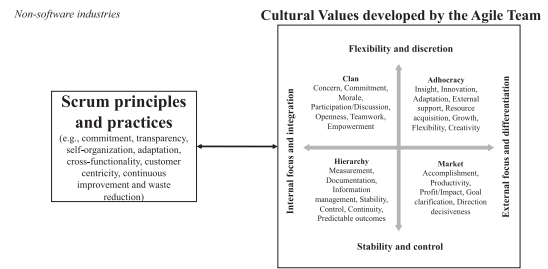 Non-software industries
Cultural Values developed by the Agile Team
Scrum principles
and practices
(e.g., commitment, transparency,
self-organization, adaptation,
cross-functionality, customer
centricity, continuous
improvement and waste
reduction)
Flexibility and discretion
Internal focus and integration
Clan
Concern, Commitment,
Morale,
Participation/Discussion,
Openness, Teamwork,
Empowerment
Adhocracy
Insight, Innovation,
Adaptation, External
support, Resource
acquisition, Growth,
Flexibility, Creativity
Hierarchy
Measurement,
Documentation,
Information
management, Stability,
Control, Continuity,
Predictable outcomes
Market
Accomplishment,
Productivity,
Profit/Impact, Goal
clarification, Direction
decisiveness
External focus and differentiation
Stability and control